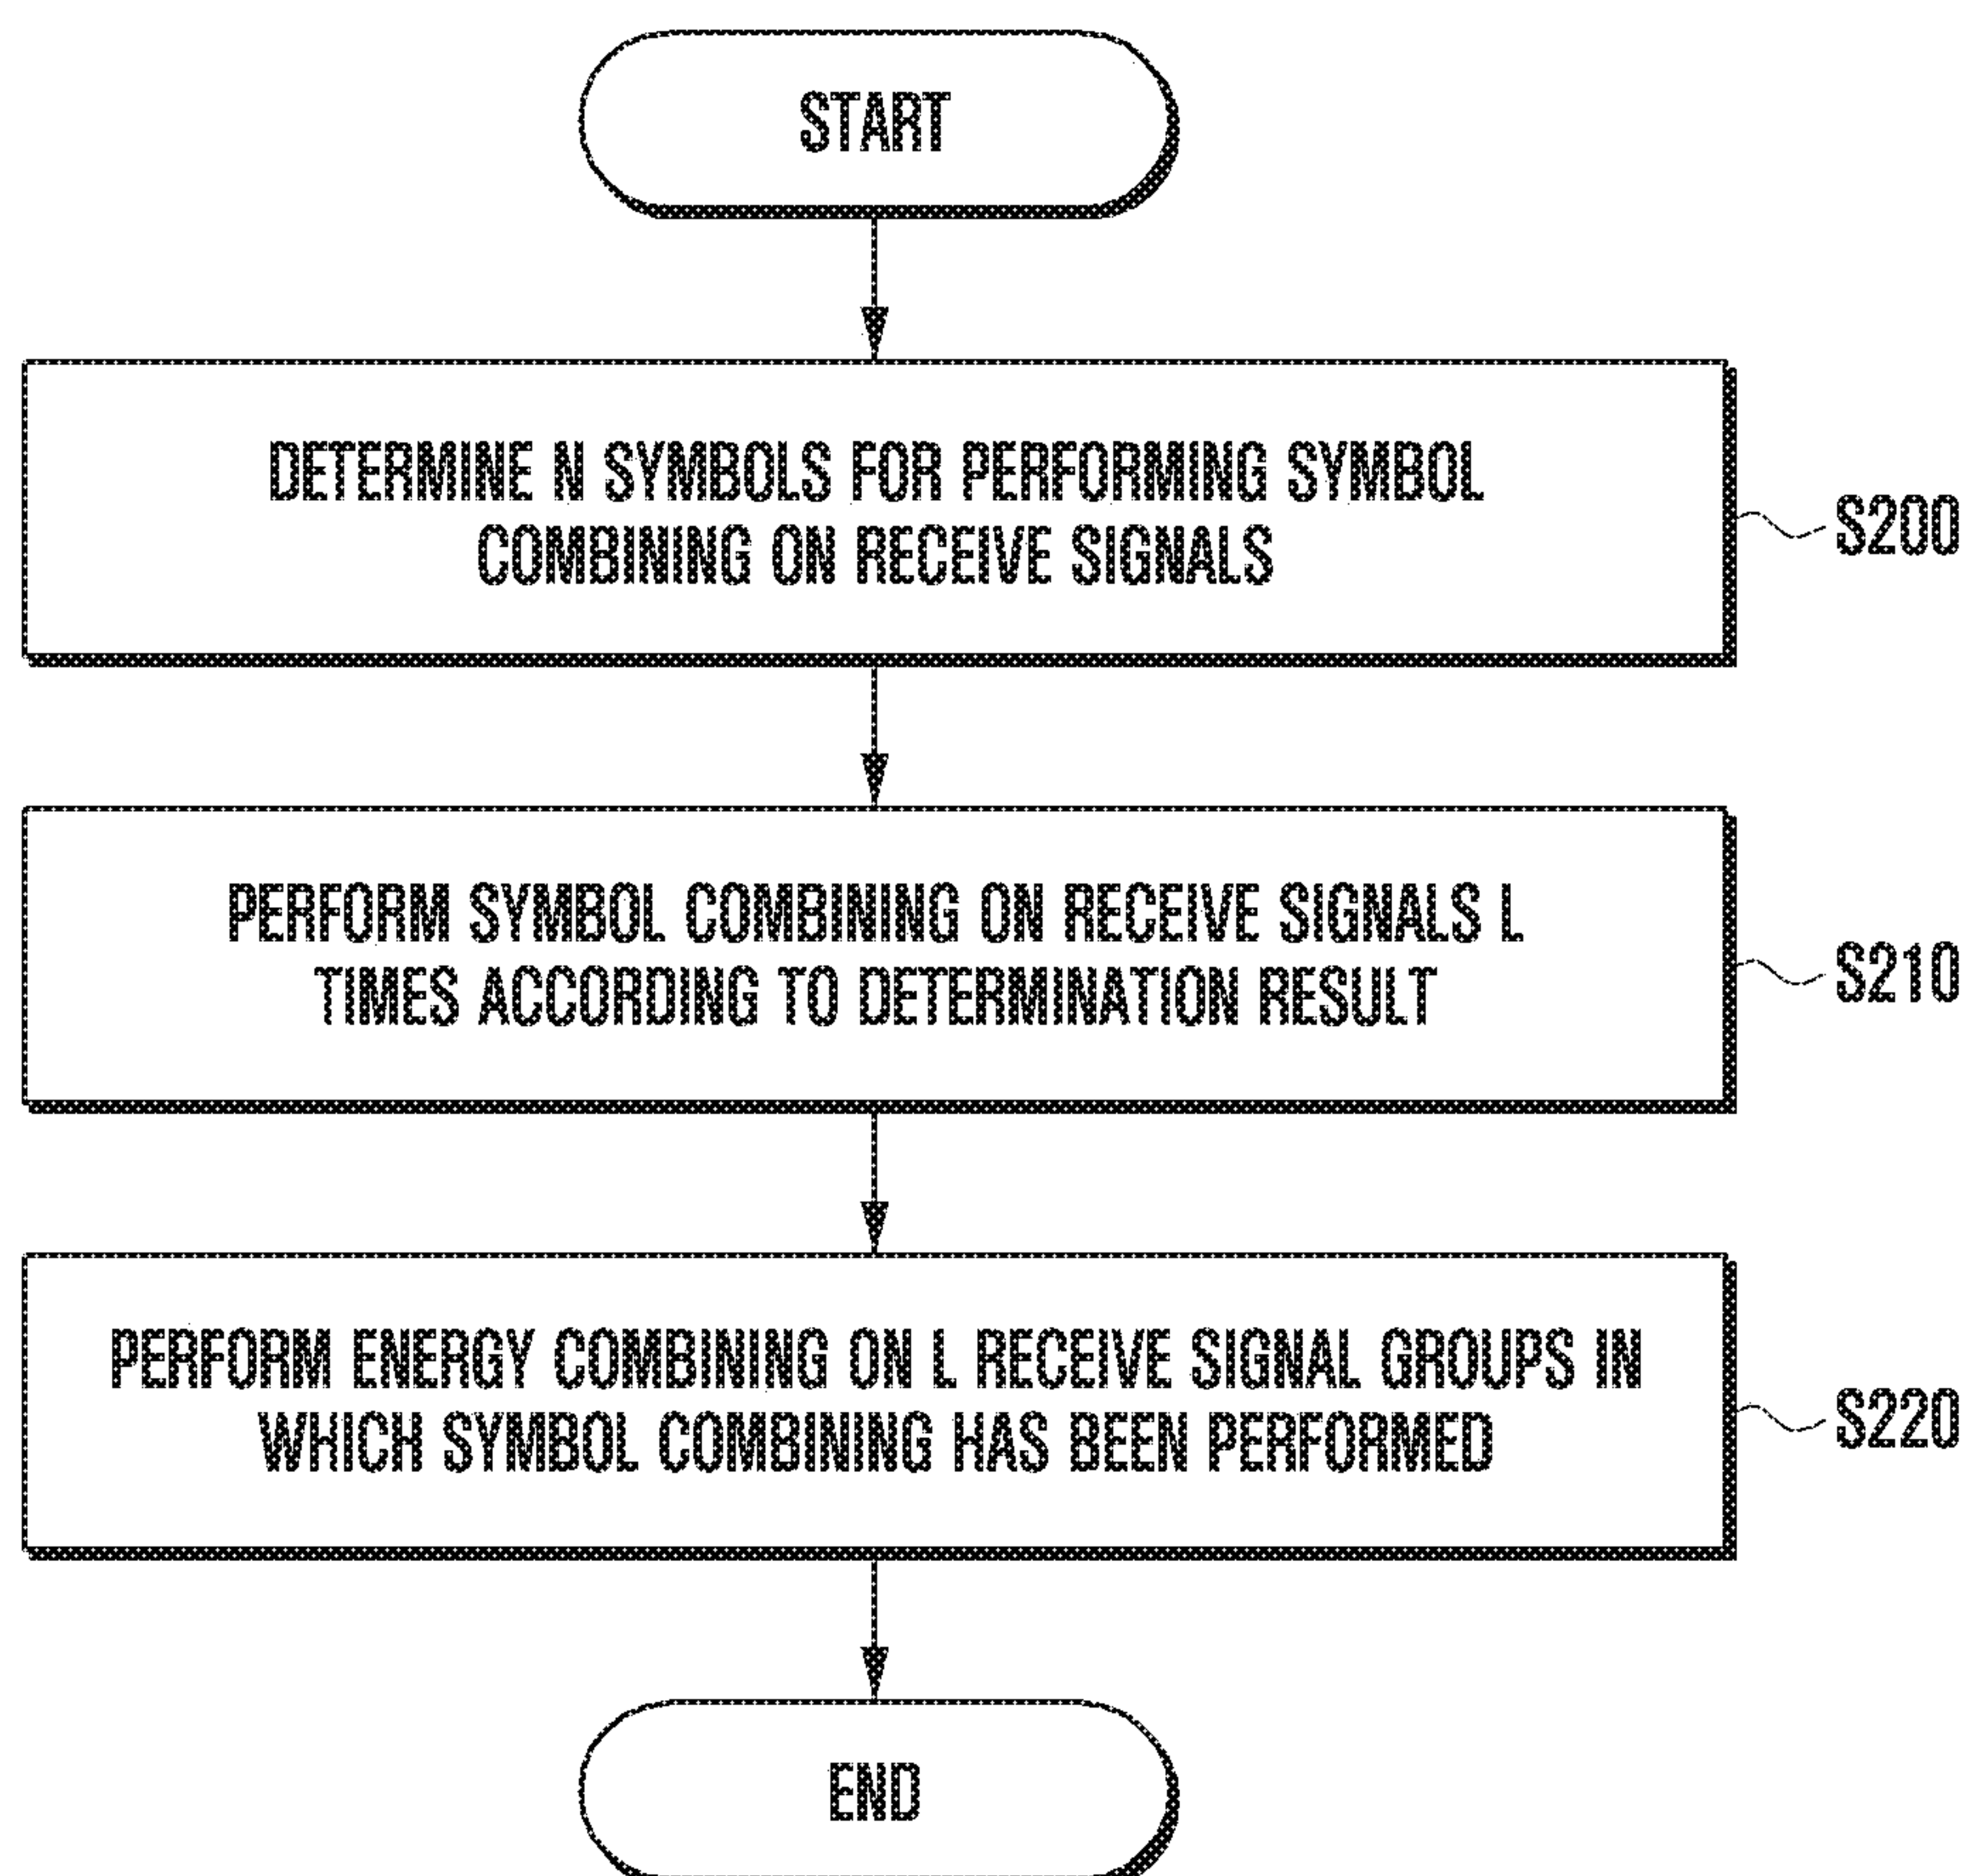 START
DETERMINE N SYMBOLS FOR PERFORMING SYMBOL
COMBINING ON RECEIVE SIGNALS
S200
PERFORM SYMBOL COMBINING ON RECEIVE SIGNALS L
TIMES ACCORDING TO DETERMINATION RESULT
S210
PERFORM ENERGY COMBINING ON L RECEIVE SIGNAL GROUPS IN
WHICH SYMBOL COMBINING HAS BEEN PERFORMED
S220
END